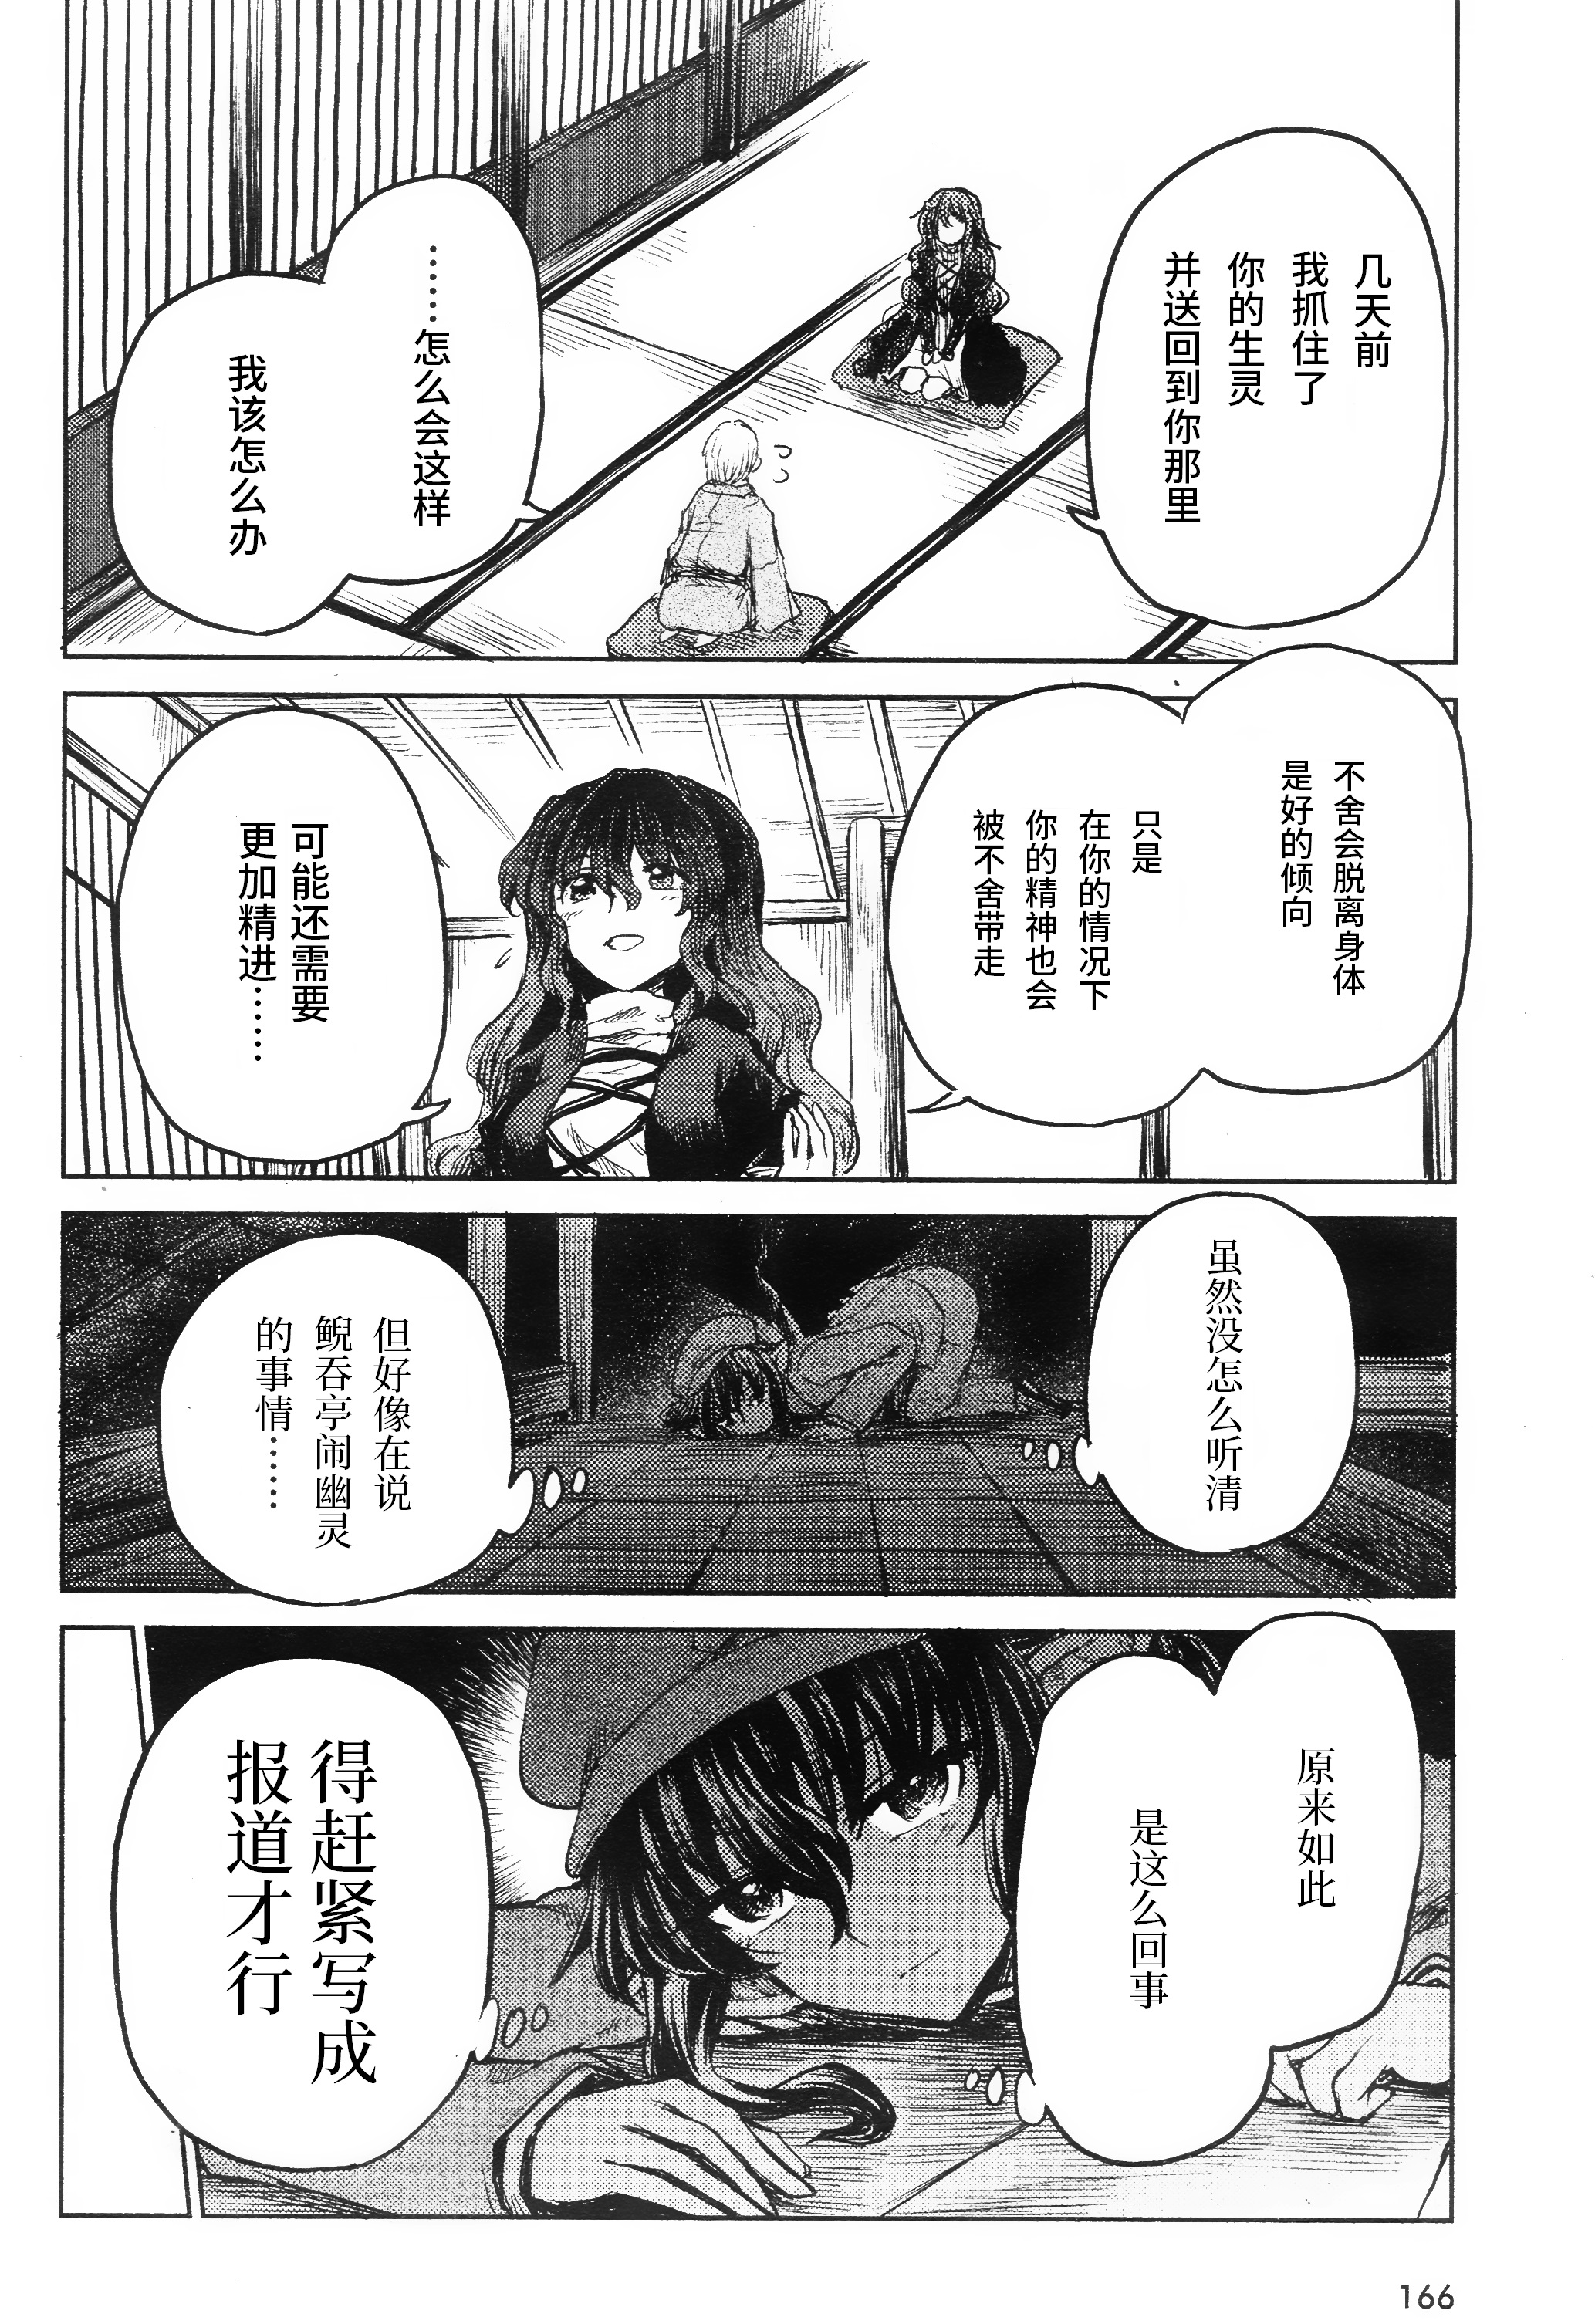 几天前
我抓住了
你的生灵
并送回到你那里
……怎么会这样
我该怎么办
不舍会脱离身体
是好的倾向
只是
在你的情况下
你的精神也会
被不舍带走
可能还需要
更加精进……
虽然没怎么听清
但好像在说
鲵吞亭闹幽灵
的事情……
原来如此
是这么回事
得赶紧写成
报道才行
166